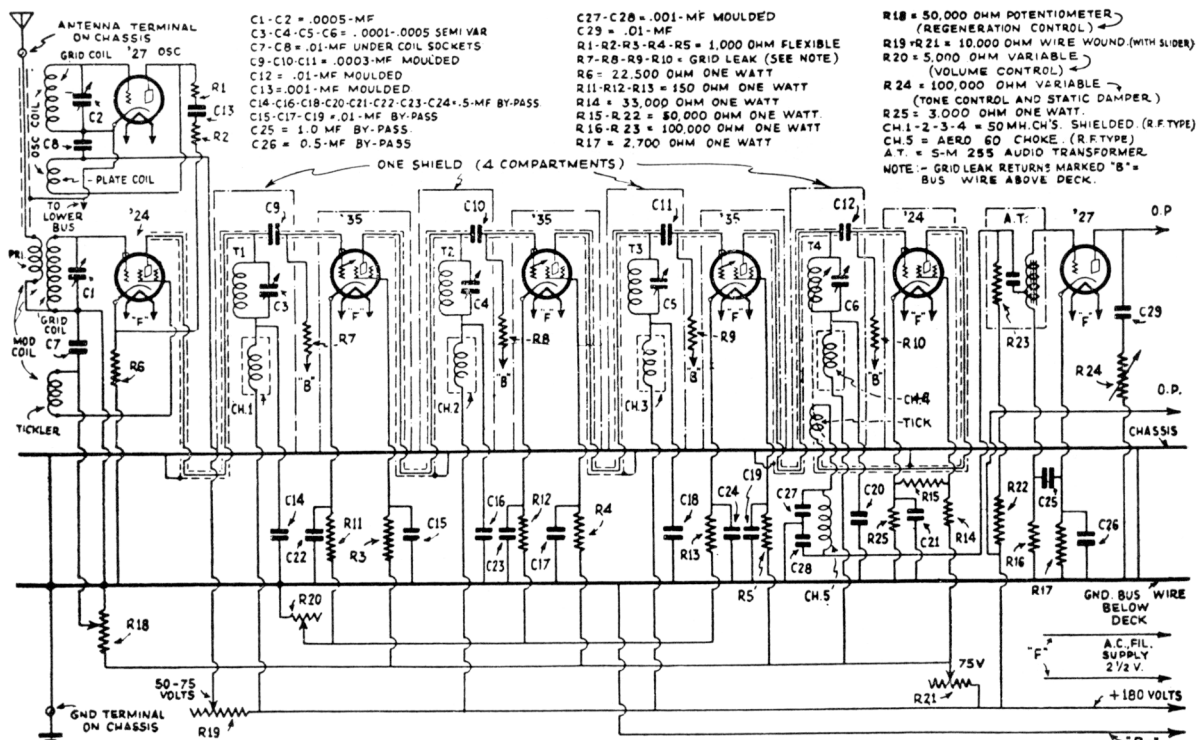 ANTENNA TERMINAL
ON CHASSIS
GRID COIL
'27 OSC
R1
C13
R2
C2
C8
OSC COIL
PLATE COIL
TO
LOWER
BUS
C1-C2 = .0005-MF
C3-C4-C5-C6 = .0001-.0005 SEMI VAR
C7-C8 = .01-MF UNDER COIL SOCKETS
C9-C10-C11 = .0003-MF MOULDED
C12 = .01-MF MOULDED
C13 = .001-MF MOULDED
C14-C16-C18-C20-C21-C22-C23-C24=.5-MF BY-PASS
C15-C17-C19 = .01-MF BY-PASS
C25 = 1.0 MF BY-PASS.
C26 = 0.5-MF BY-PASS
C27-C28 = .001-MF MOULDED
C29 = .01-MF
R1-R2-R3-R4-R5 = 1,000 OHM FLEXIBLE
R7-R8-R9-R10 = GRID LEAK (SEE NOTE)
R6 = 22,500 OHM ONE WATT
R11-R12-R13 = 150 OHM ONE WATT
R14 = 33,000 OHM ONE WATT
R15-R22 = 50,000 OHM ONE WATT.
R16-R23 = 100,000 OHM ONE WATT
R17 = 2,700 OHM ONE WATT
R18 = 50,000 OHM POTENTIOMETER
(REGENERATION CONTROL)
R19 + R21 = 10,000 OHM WIRE WOUND.(WITH SLIDER)
R20 = 5,000 OHM VARIABLE
(VOLUME CONTROL)
R24 = 100,000 OHM VARIABLE
(TONE CONTROL AND STATIC DAMPER)
R25 = 3,000 OHM ONE WATT.
CH.1-2-3-4 = 50 MH.CH'S. SHIELDED.(R.F.TYPE)
CH.5 = AERO 60 CHOKE. (R.F.TYPE)
A.T. = S-M 255 AUDIO TRANSFORMER
NOTE :- GRID LEAK RETURNS MARKED "B" =
BUS WIRE ABOVE DECK.
ONE SHIELD (4 COMPARTMENTS)
'24
PRI.
C1
"F"
GRID
COIL
MOD
COIL
C7
R6
TICKLER
C9
'35
T1
C3
"F"
R7
"B"
CH.1
C10
'35
T2
C4
"F"
R8
"B"
CH.2
C11
'35
T3
C5
"F"
R9
"B"
CH.3
C12
'24
T4
C6
"F"
R10
"B"
TICK
A.T.
'27
O.P
R23
"F"
C29
R24
O.P.
CHASSIS
C14
C22
R11
R3
C15
C16
C23
R12
C17
R4
C18
R13
C24
C19
R5
C27
C28
CH.5
C20
R25
R15
C21
R14
R22
R16
C25
R17
C26
GND. BUS WIRE
BELOW
DECK
R18
R20
"F"
A.C., FIL.
SUPPLY
2 1/2 V.
50-75
VOLTS
R19
75V
R21
+180 VOLTS
GND TERMINAL
ON CHASSIS